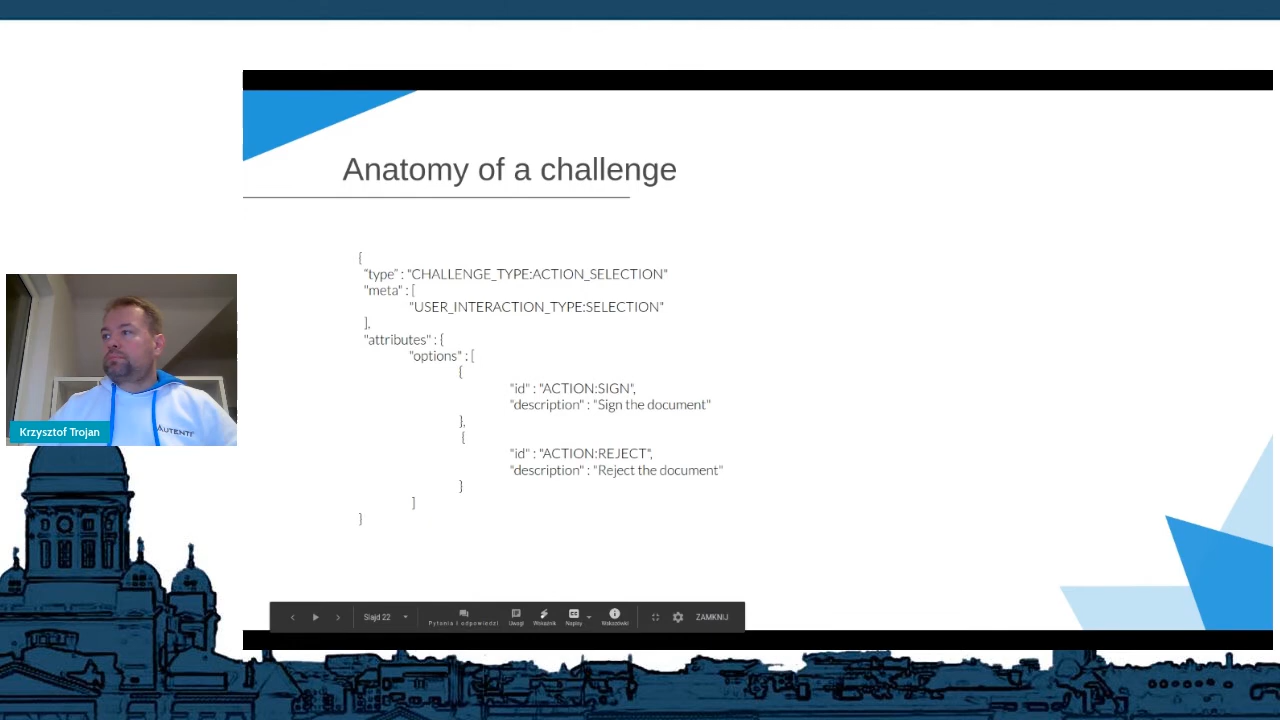 Anatomy of a challenge
{
"type" : "CHALLENGE_TYPE:ACTION_SELECTION"
"meta" : [
"USER_INTERACTION_TYPE:SELECTION"
],
"attributes" : {
"options" : [
{
"id" : "ACTION:SIGN",
"description" : "Sign the document"
},
{
"id" : "ACTION:REJECT",
"description" : "Reject the document"
}
]
}
AUTENTI
Krzysztof Trojan
Slajd 22
Pytania i odpowiedzi
Uwagi
Wskaźnik
Napisy
Wskazówki
ZAMKNIJ